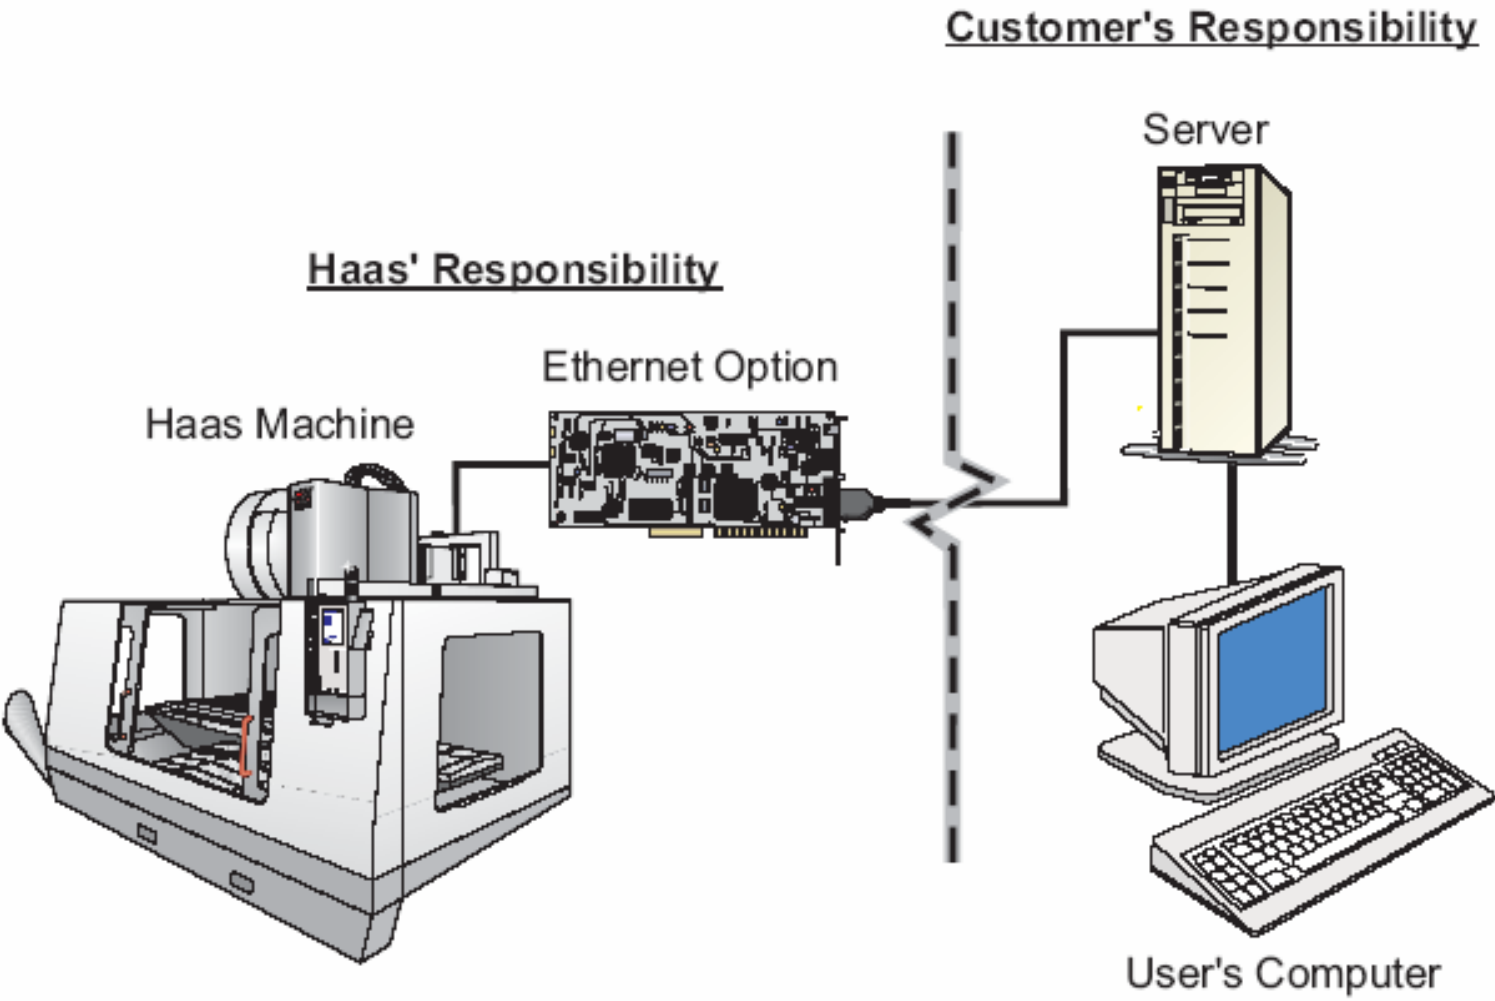 Customer's Responsibility
Server
Haas' Responsibility
Ethernet Option
Haas Machine
User's Computer